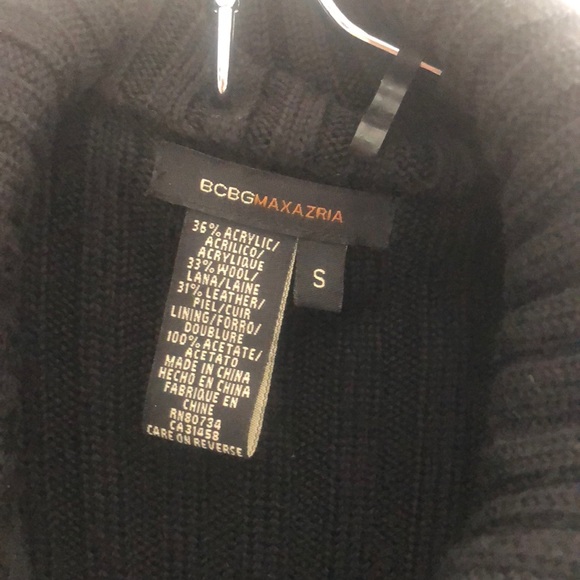 BCBGMAXAZRIA
S
36% ACRYLIC/
ACRILICO/
ACRYLIQUE
33% WOOL/
LANA/LAINE
31% LEATHER/
PIEL/CUIR
LINING/FORRO/
DOUBLURE
100% ACETATE/
ACETATO
MADE IN CHINA
HECHO EN CHINA
FABRIQUE EN
CHINE
RN80734
CA31458
CARE ON REVERSE